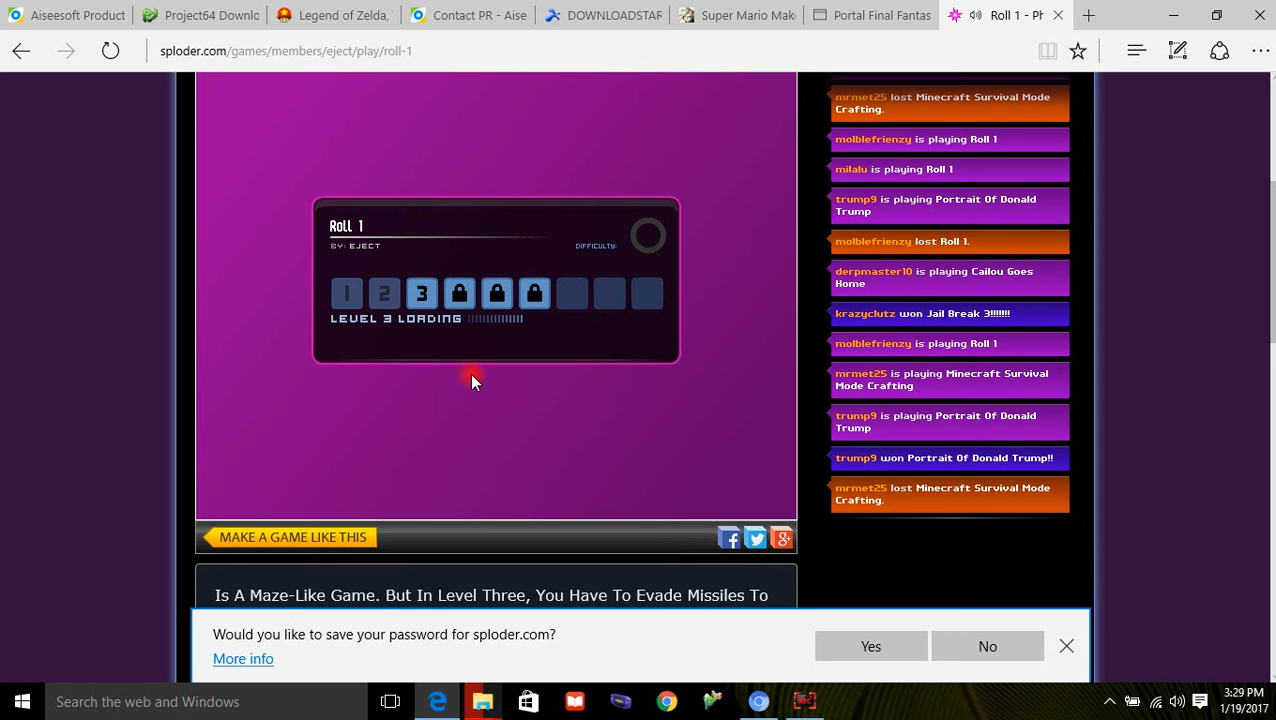 Aiseesoft Product
Project64 Downlo
Legend of Zelda,
Contact PR - Aise
DOWNLOADSTAR
Super Mario Make
Portal Final Fantas
Roll 1 - Ph
sploder.com/games/members/eject/play/roll-1
Roll 1
BY: EJECT
DIFFICULTY:
1 2 3
LEVEL 3 LOADING
mrmet25 lost Minecraft Survival Mode
Crafting.
molblefrienzy is playing Roll 1
milalu is playing Roll 1
trump9 is playing Portrait Of Donald
Trump
molblefrienzy lost Roll 1.
derpmaster10 is playing Cailou Goes
Home
krazyclutz won Jail Break 3!!!!!!!
molblefrienzy is playing Roll 1
mrmet25 is playing Minecraft Survival
Mode Crafting
trump9 is playing Portrait Of Donald
Trump
trump9 won Portrait Of Donald Trump!!
mrmet25 lost Minecraft Survival Mode
Crafting.
MAKE A GAME LIKE THIS
Is A Maze-Like Game. But In Level Three, You Have To Evade Missiles To
Would you like to save your password for sploder.com?
More info
Yes
No
Search the web and Windows
1/19/2017